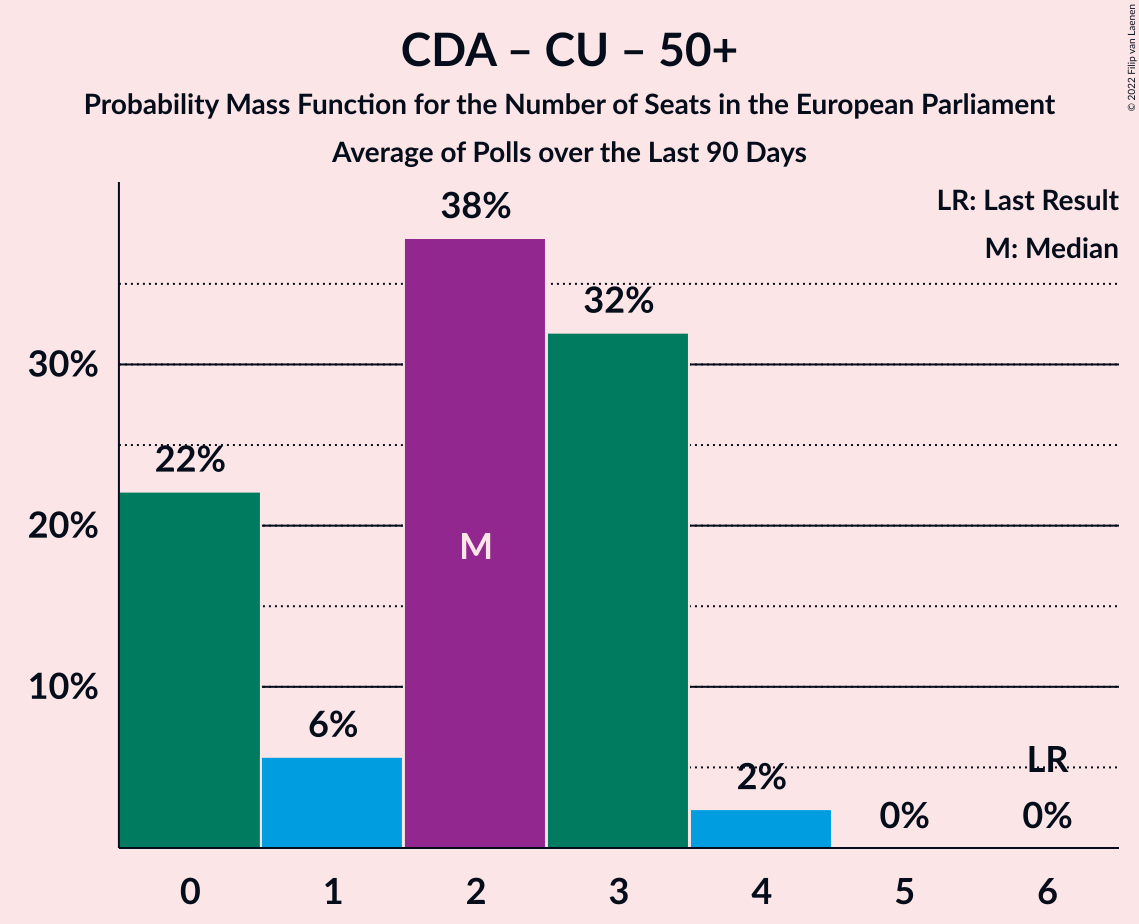 CDA – CU – 50+
Probability Mass Function for the Number of Seats in the European Parliament
Average of Polls over the Last 90 Days
© 2022 Filip van Laenen
LR: Last Result
M: Median
38%
32%
30%
22%
20%
M
10%
6%
LR
2%
0%
0%
0 1 2 3 4 5 6